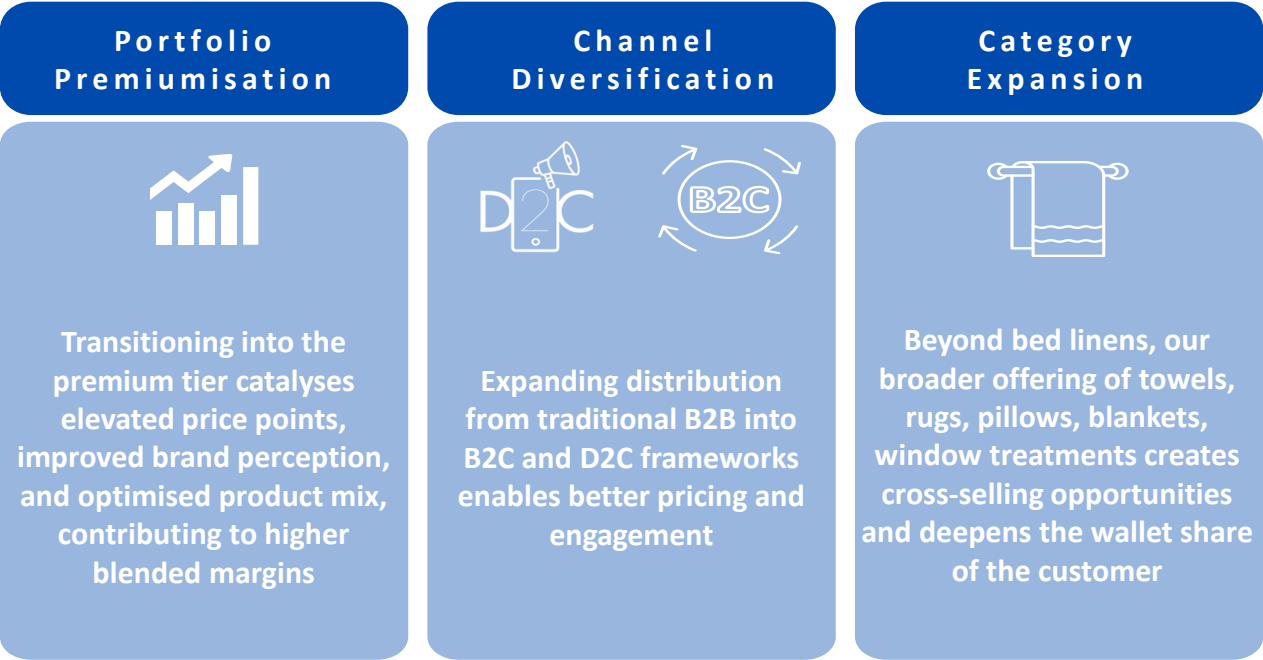 Portfolio
Premiumisation
Transitioning into the
premium tier catalyses
elevated price points,
improved brand perception,
and optimised product mix,
contributing to higher
blended margins
Channel
Diversification
D2C
B2C
Expanding distribution
from traditional B2B into
B2C and D2C frameworks
enables better pricing and
engagement
Category
Expansion
Beyond bed linens, our
broader offering of towels,
rugs, pillows, blankets,
window treatments creates
cross-selling opportunities
and deepens the wallet share
of the customer